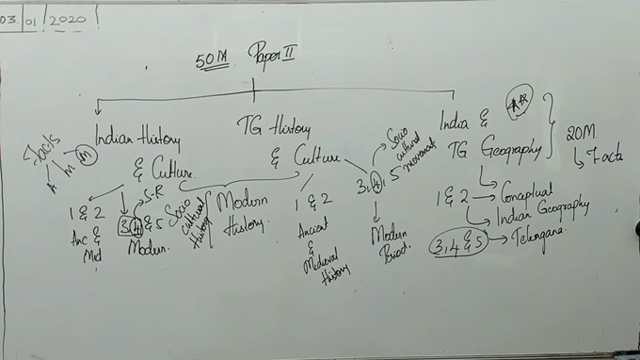 03 01 2020
50M Paper II
Indian History
& Culture
Facts
A M M
1 & 2
Anc &
Med
3 4 & 5
Modern
S-R
Socio
Cultural
History
Modern
History
TG History
& Culture
1 & 2
Ancient
&
Medieval
History
3, 4, 5
Socio
cultural
movements
Modern
Period
India &
TG Geography
20M
Facts
1 & 2 → Conceptual
→ Indian Geography
3, 4 & 5 → Telangana